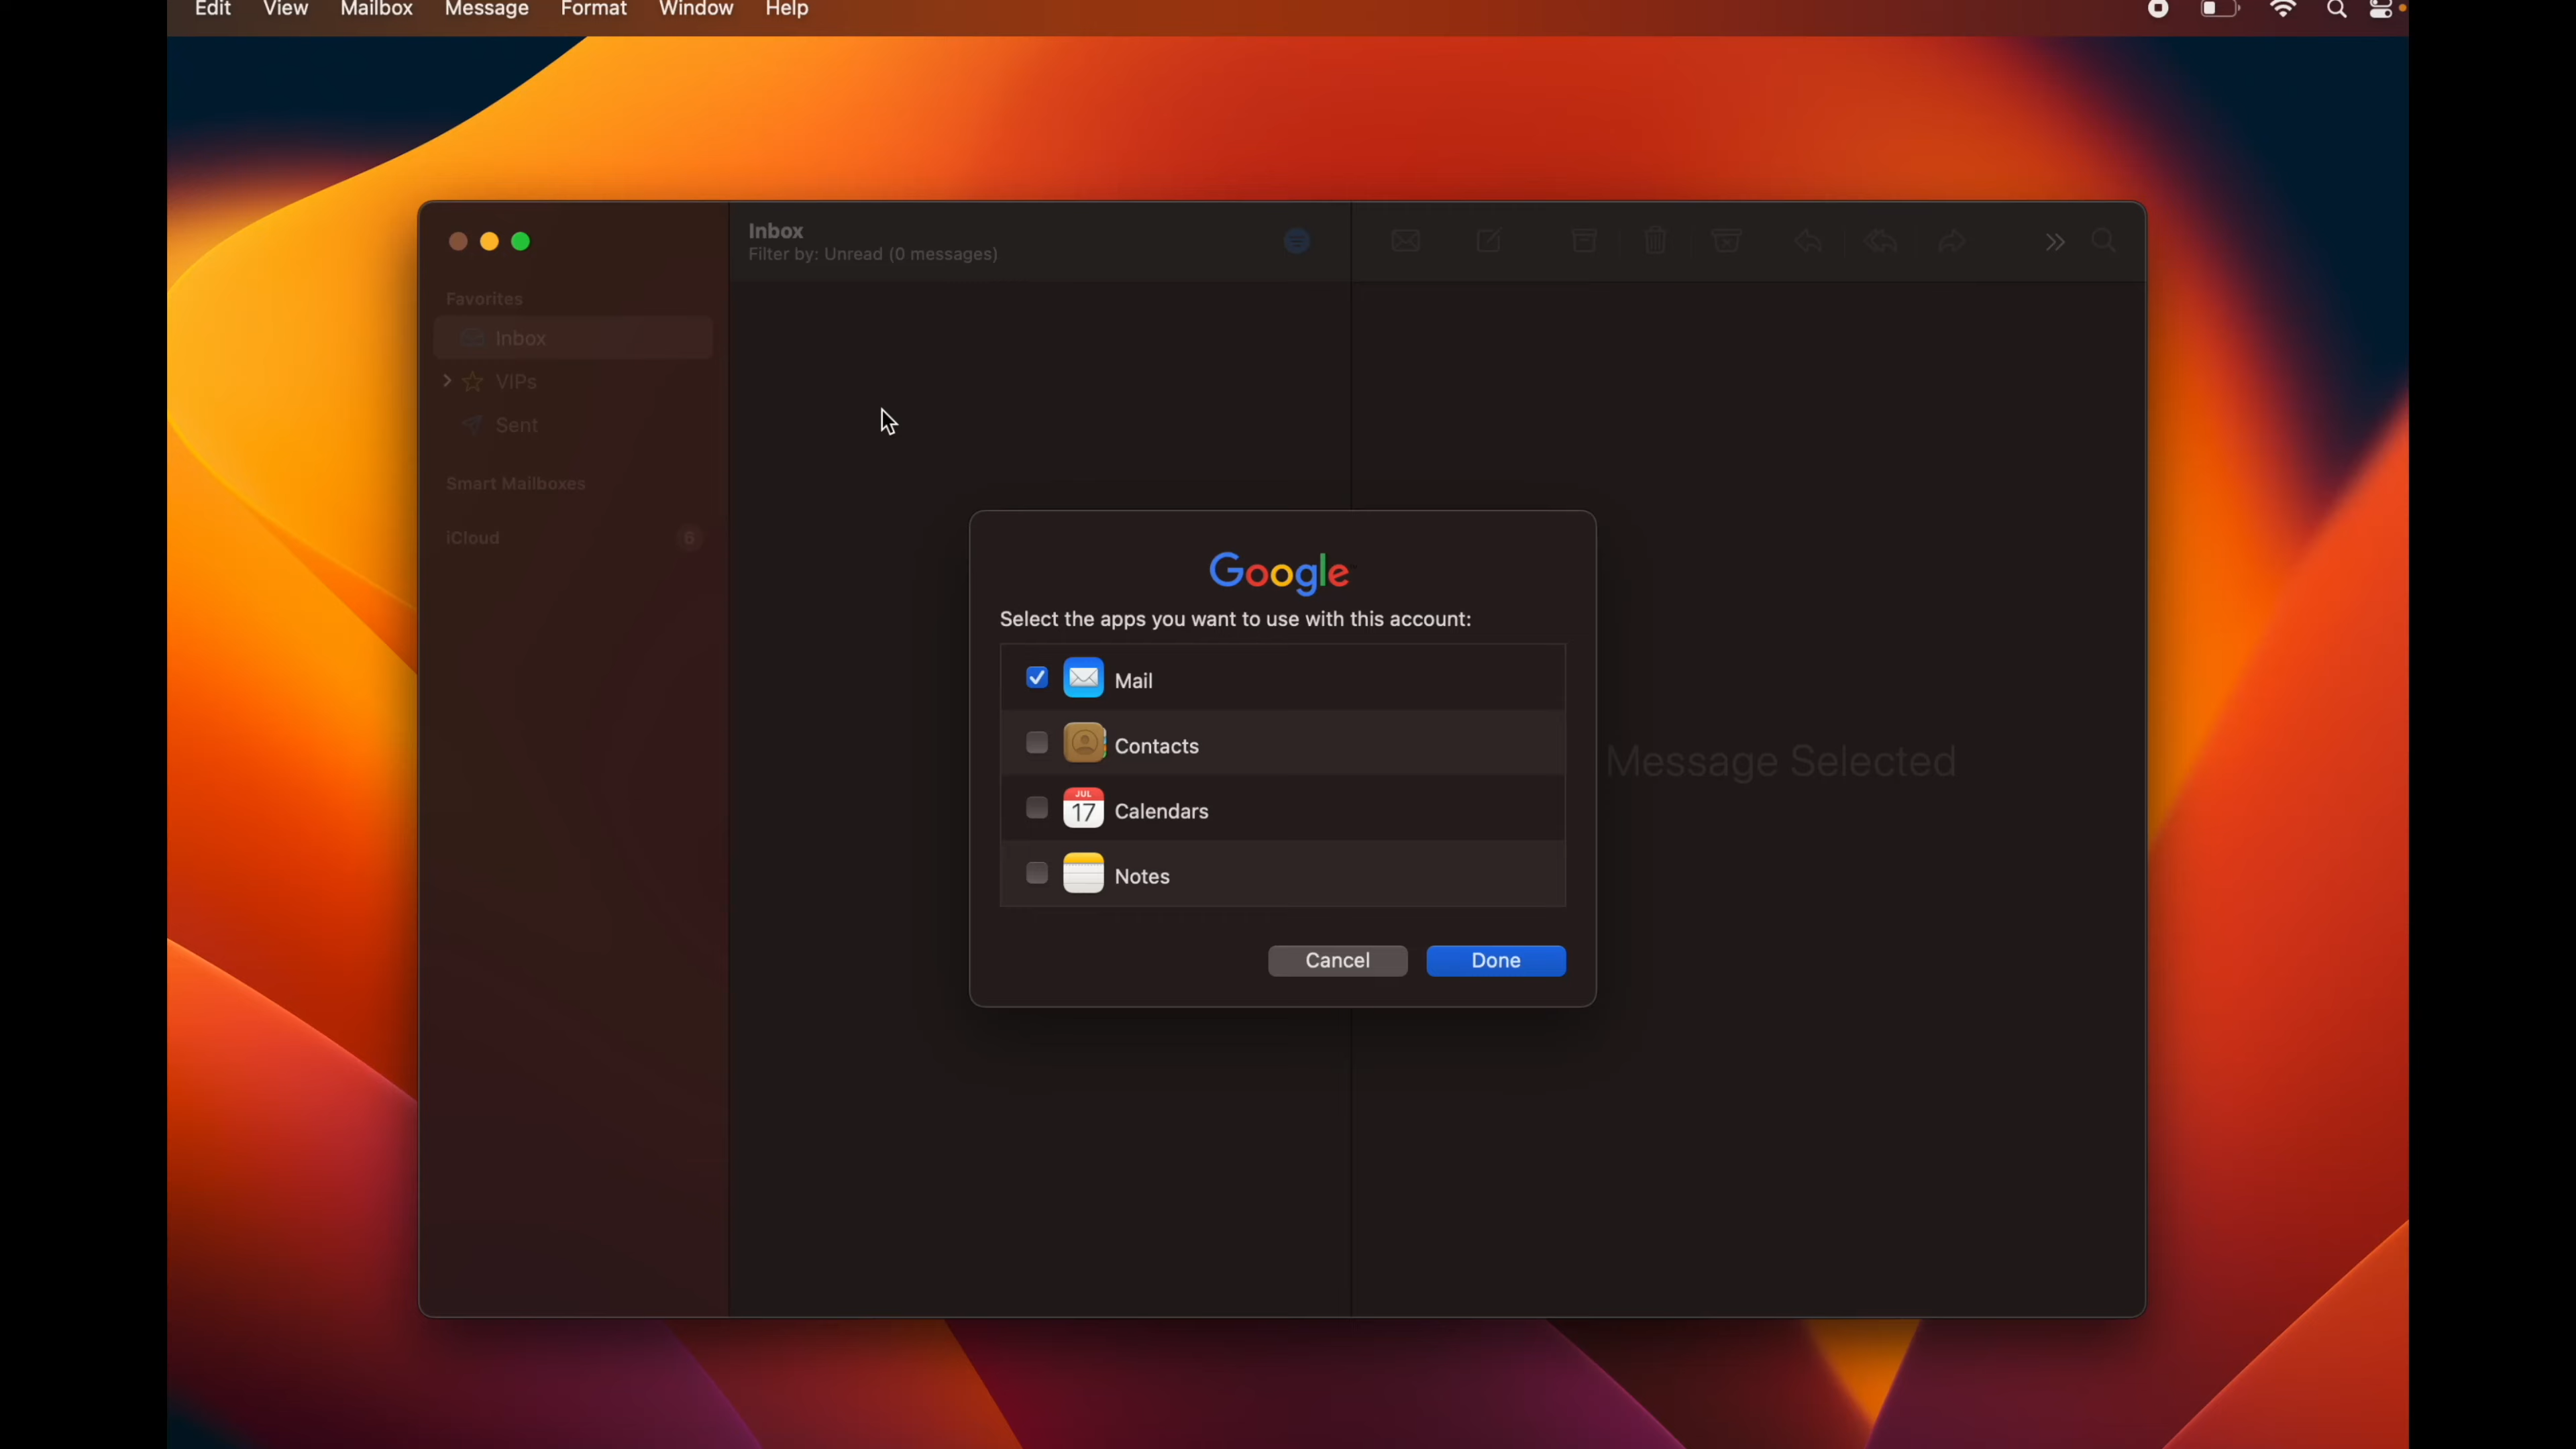 Edit View Mailbox Message Format Window Help
Inbox
Filter by: Unread (0 messages)
Favorites
Inbox
VIPs
Sent
Smart Mailboxes
iCloud 6
Google
Select the apps you want to use with this account:
Mail
Contacts
Message Selected
JUL
17
Calendars
Notes
Cancel Done